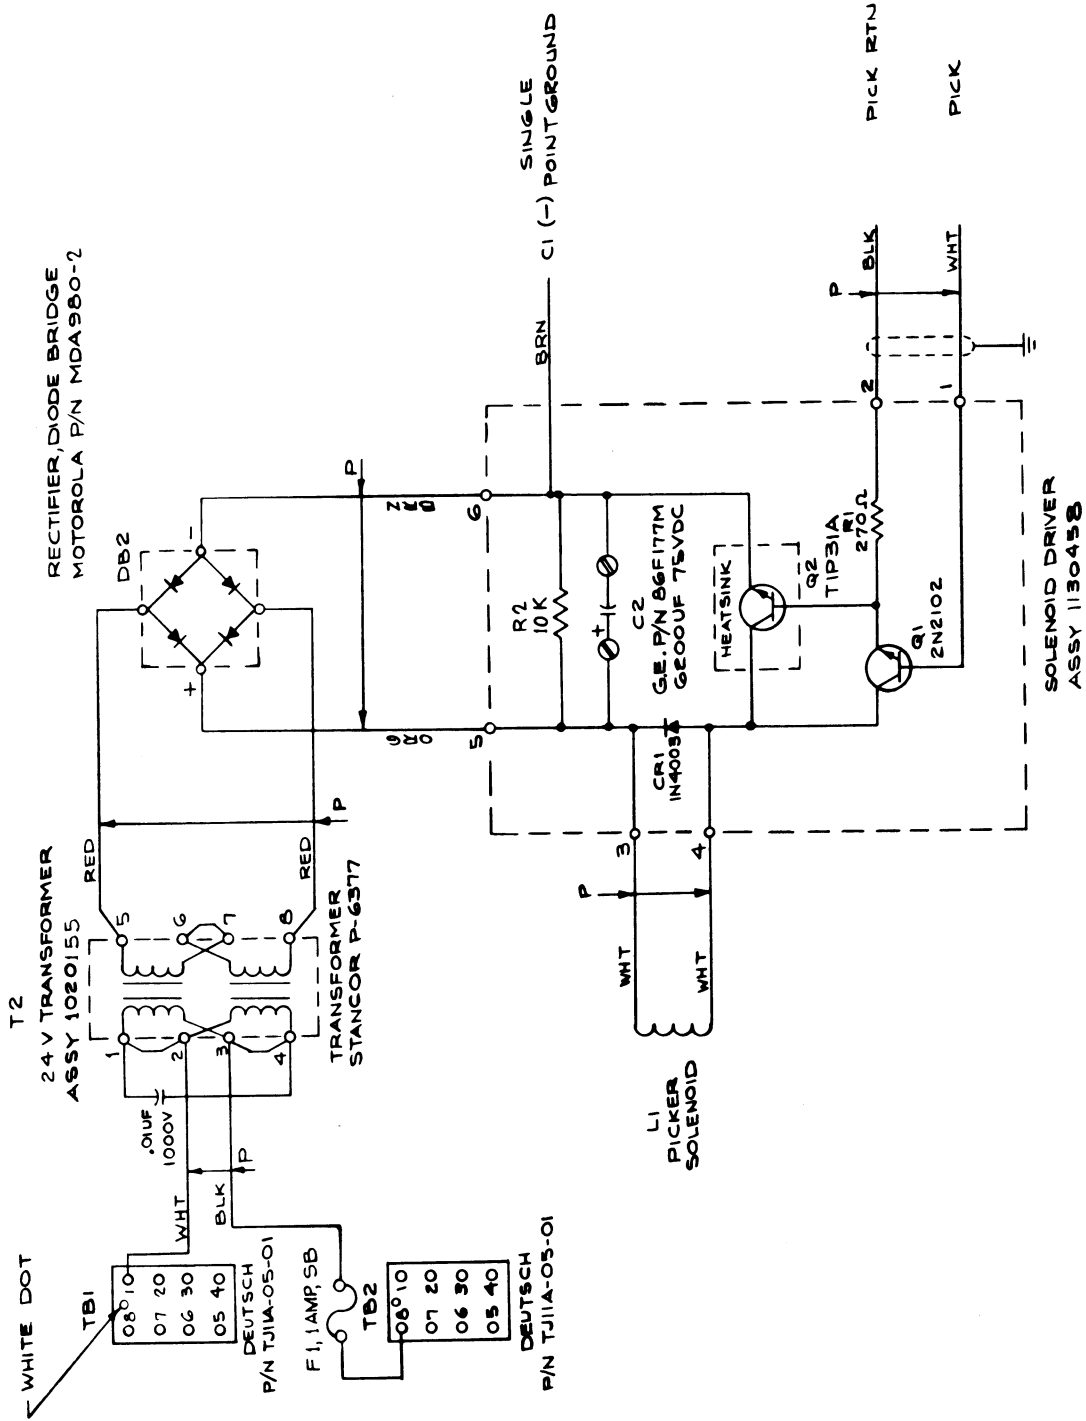 WHITE DOT
TB1
08 10
07 20
06 30
05 40
DEUTSCH
P/N TJ11A-05-01
F1, 1AMP, SB
TB2
08 10
07 20
06 30
05 40
DEUTSCH
P/N TJ11A-05-01
WHT
BLK
P
.01UF
1000V
T2
24 V TRANSFORMER
ASSY 1020155
1
2
3
4
5
6
7
8
TRANSFORMER
STANCOR P-6377
RED
RED
P
RECTIFIER, DIODE BRIDGE
MOTOROLA P/N MDA980-2
DB2
+
-
P
ORG
BRN
5
6
BRN
SINGLE
C1 (-) POINT GROUND
R2
10K
+
C2
G.E. P/N 86F177M
6200UF 75VDC
HEATSINK
Q2
TIP31A
R1
270Ω
Q1
2N2102
CR1
1N4003
3
4
P
WHT
WHT
L1
PICKER
SOLENOID
2
1
P
BLK
WHT
PICK RTN
PICK
SOLENOID DRIVER
ASSY 1130458